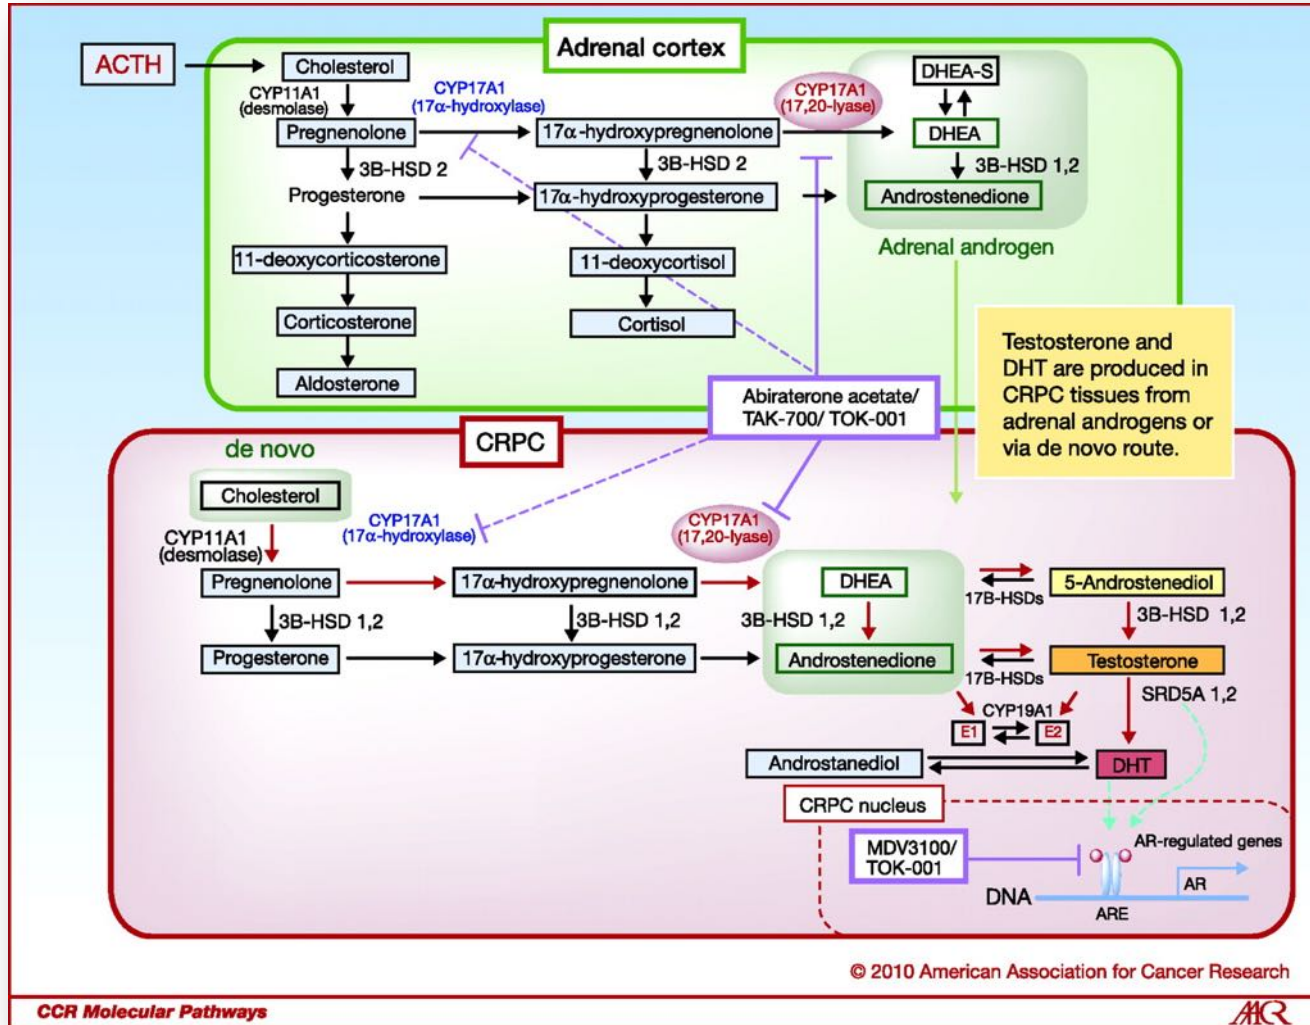 Adrenal cortex
ACTH
Cholesterol
CYP11A1
(desmolase)
CYP17A1
(17α-hydroxylase)
CYP17A1
(17,20-lyase)
DHEA-S
Pregnenolone
17α-hydroxypregnenolone
DHEA
3B-HSD 2
3B-HSD 2
3B-HSD 1,2
Progesterone
17α-hydroxyprogesterone
Androstenedione
11-deoxycorticosterone
11-deoxycortisol
Adrenal androgen
Corticosterone
Cortisol
Aldosterone
Abiraterone acetate/
TAK-700/ TOK-001
Testosterone and
DHT are produced in
CRPC tissues from
adrenal androgens or
via de novo route.
CRPC
de novo
Cholesterol
CYP11A1
(desmolase)
CYP17A1
(17α-hydroxylase)
CYP17A1
(17,20-lyase)
Pregnenolone
17α-hydroxypregnenolone
DHEA
17B-HSDs
5-Androstenediol
3B-HSD 1,2
3B-HSD 1,2
3B-HSD 1,2
3B-HSD 1,2
Progesterone
17α-hydroxyprogesterone
Androstenedione
17B-HSDs
Testosterone
CYP19A1
SRD5A 1,2
E1
E2
Androstanediol
DHT
CRPC nucleus
MDV3100/
TOK-001
AR-regulated genes
AR
DNA
ARE
© 2010 American Association for Cancer Research
CCR Molecular Pathways
AACR